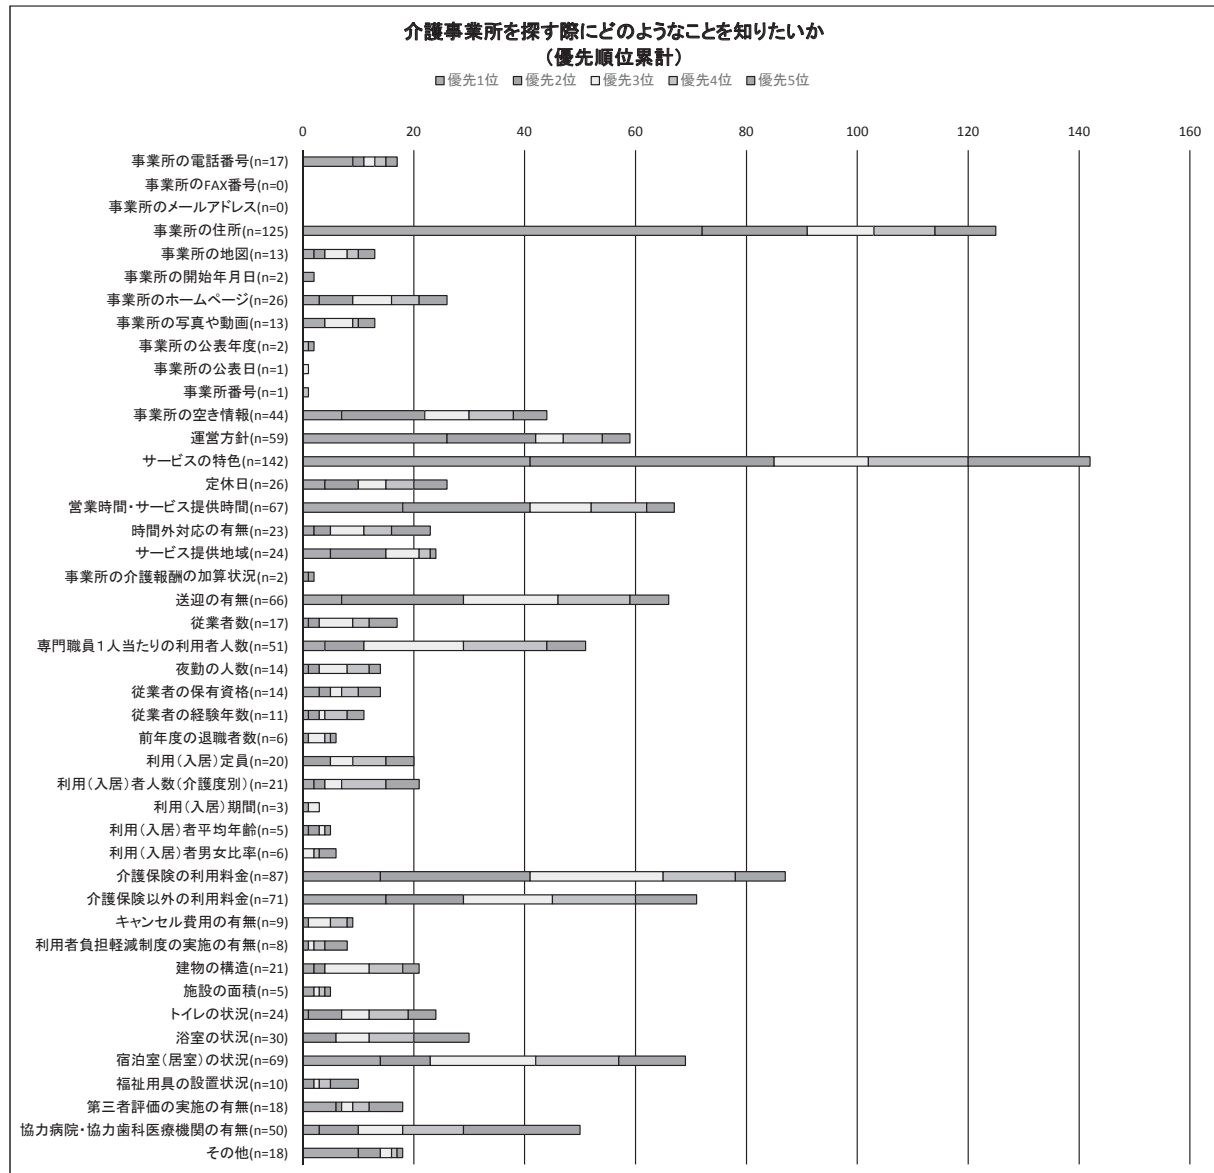 介護事業所を探す際にどのようなことを知りたいか
（優先順位累計）
優先1位 優先2位 優先3位 優先4位 優先5位
0 20 40 60 80 100 120 140 160
事業所の電話番号(n=17)
事業所のFAX番号(n=0)
事業所のメールアドレス(n=0)
事業所の住所(n=125)
事業所の地図(n=13)
事業所の開始年月日(n=2)
事業所のホームページ(n=26)
事業所の写真や動画(n=13)
事業所の公表年度(n=2)
事業所の公表日(n=1)
事業所番号(n=1)
事業所の空き情報(n=44)
運営方針(n=59)
サービスの特色(n=142)
定休日(n=26)
営業時間・サービス提供時間(n=67)
時間外対応の有無(n=23)
サービス提供地域(n=24)
事業所の介護報酬の加算状況(n=2)
送迎の有無(n=66)
従業者数(n=17)
専門職員１人当たりの利用者人数(n=51)
夜勤の人数(n=14)
従業者の保有資格(n=14)
従業者の経験年数(n=11)
前年度の退職者数(n=6)
利用（入居）定員(n=20)
利用（入居）者人数（介護度別）(n=21)
利用（入居）期間(n=3)
利用（入居）者平均年齢(n=5)
利用（入居）者男女比率(n=6)
介護保険の利用料金(n=87)
介護保険以外の利用料金(n=71)
キャンセル費用の有無(n=9)
利用者負担軽減制度の実施の有無(n=8)
建物の構造(n=21)
施設の面積(n=5)
トイレの状況(n=24)
浴室の状況(n=30)
宿泊室（居室）の状況(n=69)
福祉用具の設置状況(n=10)
第三者評価の実施の有無(n=18)
協力病院・協力歯科医療機関の有無(n=50)
その他(n=18)